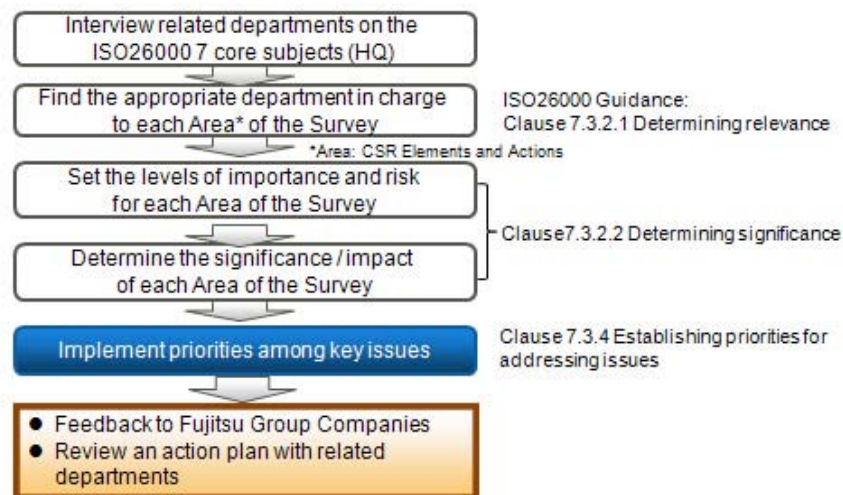 Interview related departments on the
ISO26000 7 core subjects (HQ)
Find the appropriate department in charge
to each Area* of the Survey
ISO26000 Guidance:
Clause 7.3.2.1 Determining relevance
*Area: CSR Elements and Actions
Set the levels of importance and risk
for each Area of the Survey
Clause7.3.2.2 Determining significance
Determine the significance / impact
of each Area of the Survey
Implement priorities among key issues
Clause 7.3.4 Establishing priorities for
addressing issues
● Feedback to Fujitsu Group Companies
● Review an action plan with related
departments